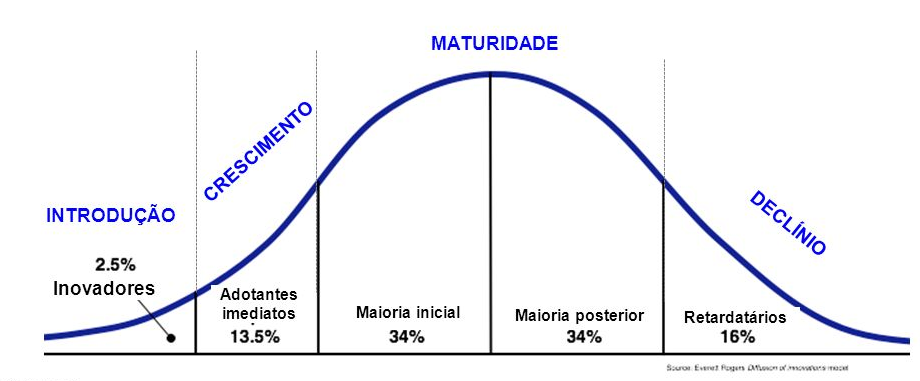 MATURIDADE
CRESCIMENTO
INTRODUÇÃO
DECLÍNIO
2.5%
Inovadores
Adotantes
imediatos
13.5%
Maioria inicial
34%
Maioria posterior
34%
Retardatários
16%
Source: Everett Rogers Diffusion of innovations model